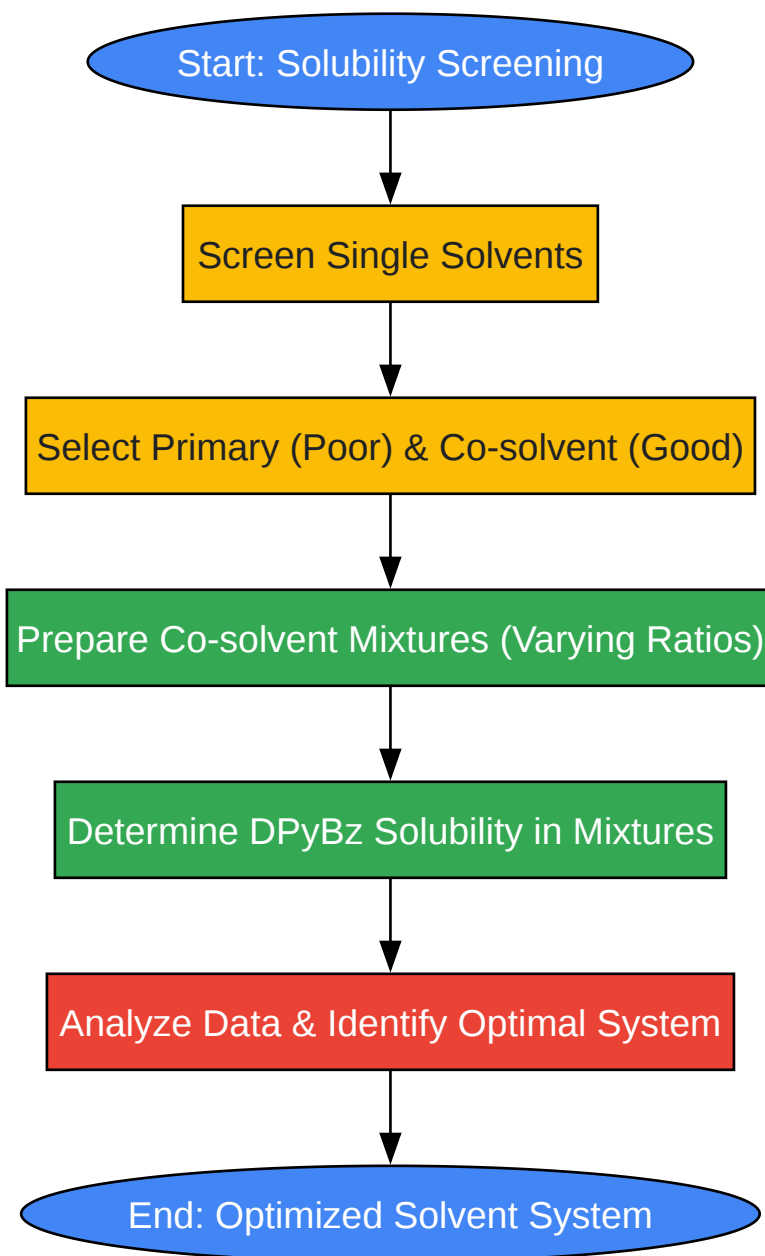 Start: Solubility Screening
Screen Single Solvents
Select Primary (Poor) & Co-solvent (Good)
Prepare Co-solvent Mixtures (Varying Ratios)
Determine DPyBz Solubility in Mixtures
Analyze Data & Identify Optimal System
End: Optimized Solvent System